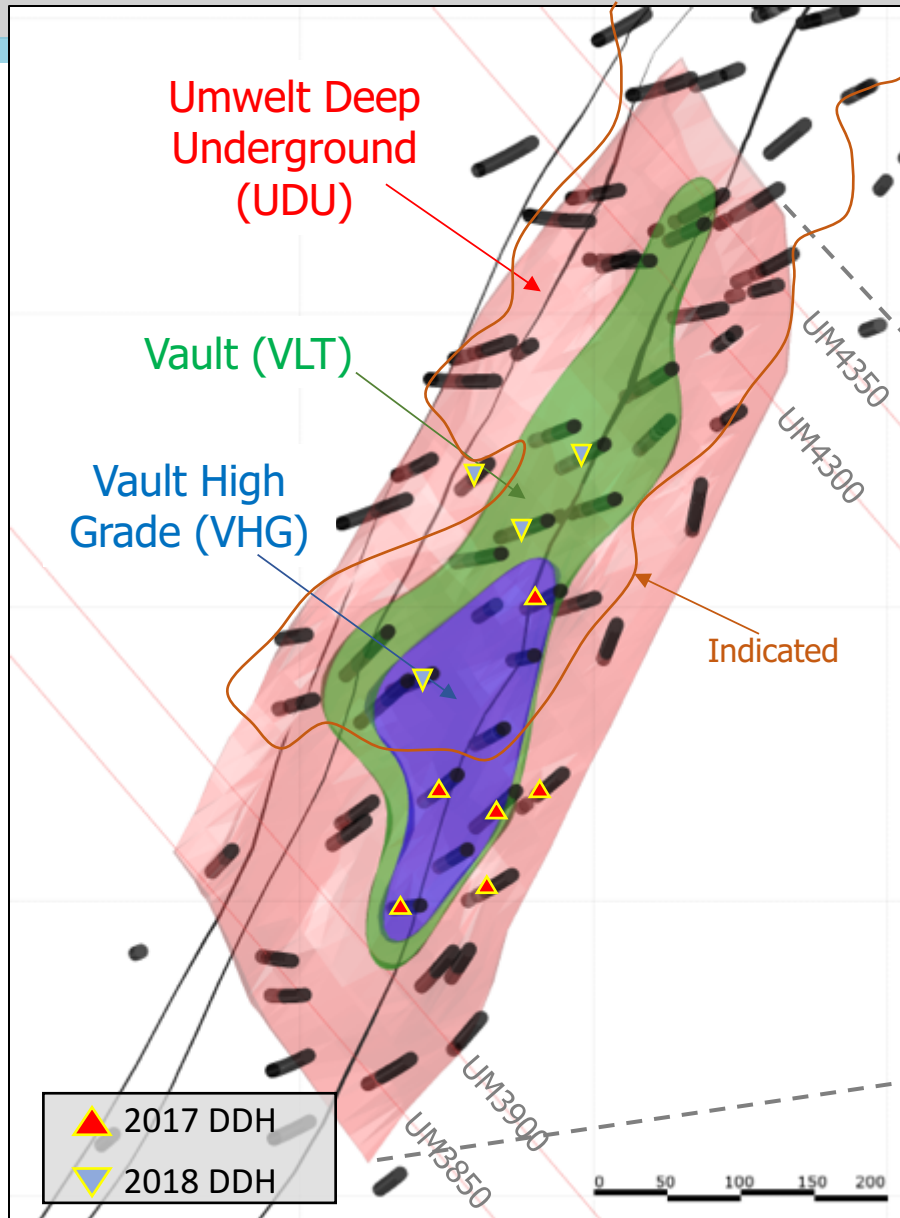 Umwelt Deep
Underground
(UDU)
Vault (VLT)
Vault High
Grade (VHG)
UM4350
UM4300
Indicated
UM3900
UM3850
2017 DDH
2018 DDH
0 50 100 150 200